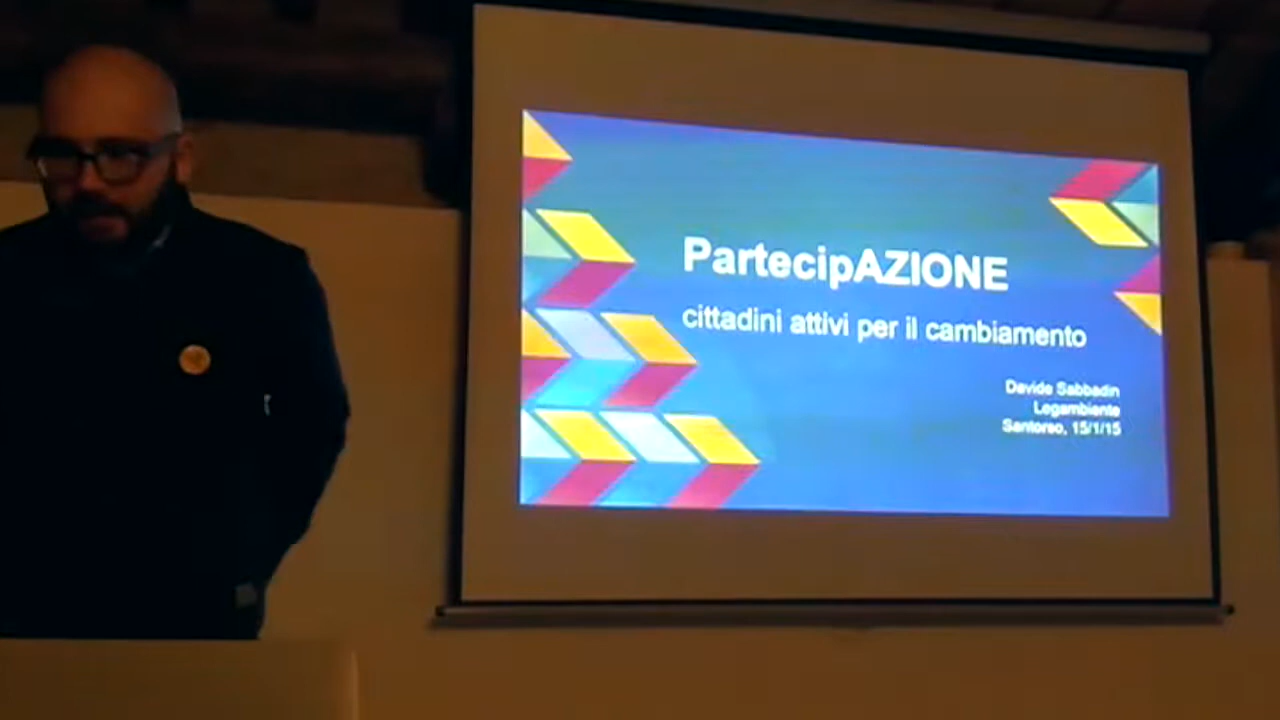 PartecipAZIONE
cittadini attivi per il cambiamento
Davide Sabbadin
Legambiente
Santorso, 15/1/15